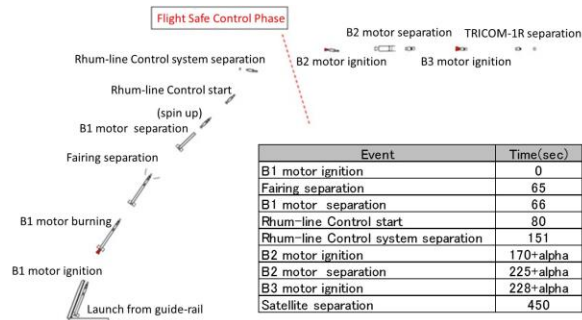 Flight Safe Control Phase
B2 motor separation
TRICOM-1R separation
Rhum-line Control system separation
B2 motor ignition
B3 motor ignition
Rhum-line Control start
(spin up)
B1 motor separation
Fairing separation
B1 motor burning
B1 motor ignition
Launch from guide-rail
Event Time(sec)
B1 motor ignition 0
Fairing separation 65
B1 motor separation 66
Rhum-line Control start 80
Rhum-line Control system separation 151
B2 motor ignition 170+alpha
B2 motor separation 225+alpha
B3 motor ignition 228+alpha
Satellite separation 450